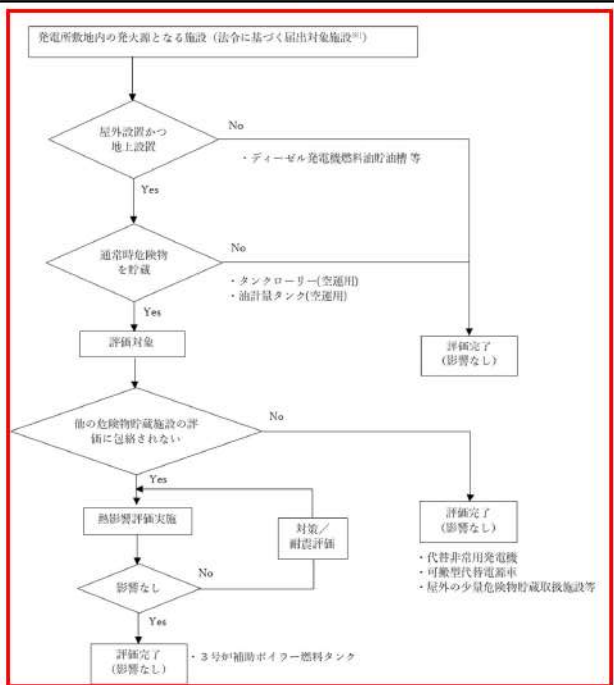 発電所敷地内の発火源となる施設（法令に基づく届出対象施設※1）
屋外設置かつ
地上設置
No
・ディーゼル発電機燃料油貯油槽 等
Yes
通常時危険物
を貯蔵
No
・タンクローリー(空運用)
・油計量タンク(空運用)
Yes
評価対象
評価完了
(影響なし)
他の危険物貯蔵施設の評
価に包絡されない
No
Yes
熱影響評価実施
対策／
耐震評価
評価完了
(影響なし)
・代替非常用発電機
・可搬型代替電源車
・屋外の少量危険物貯蔵取扱施設等
影響なし
No
Yes
評価完了
(影響なし)
・３号炉補助ボイラー燃料タンク